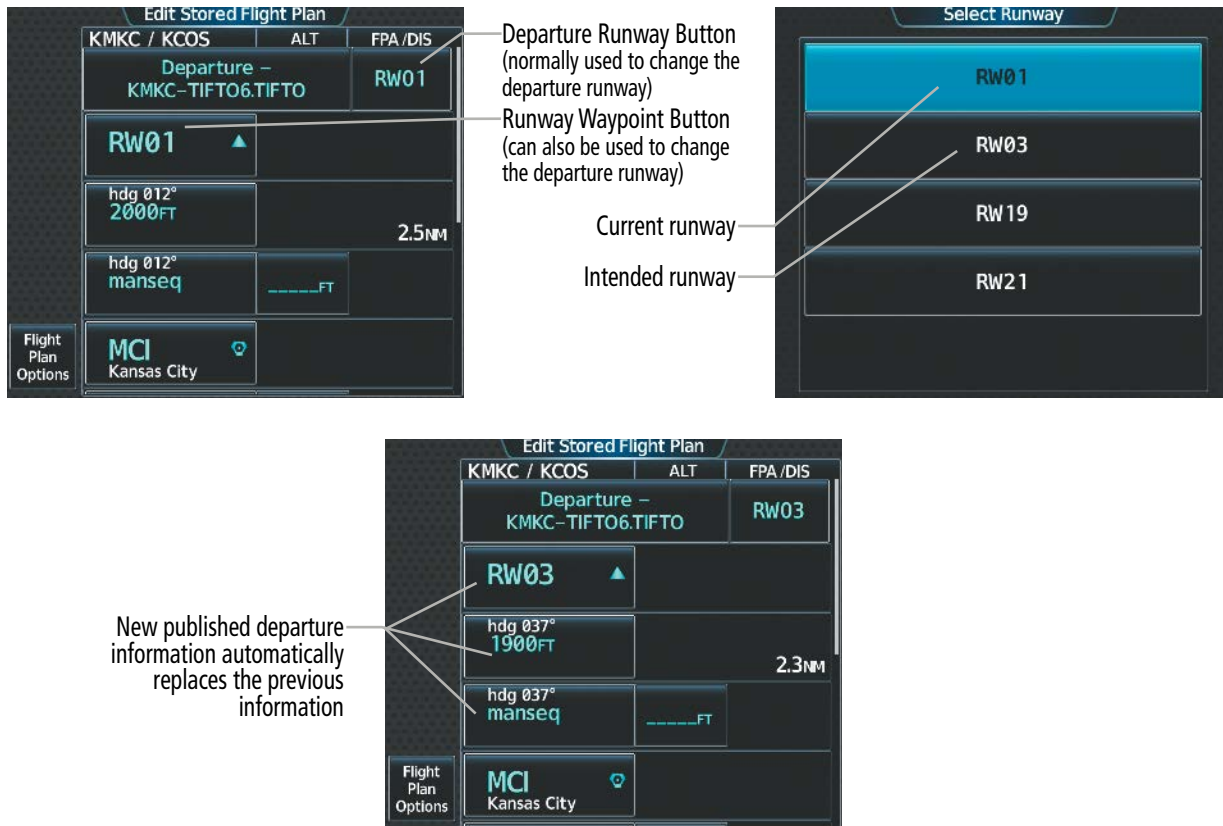 Edit Stored Flight Plan
KMKC / KCOS ALT FPA/DIS
Departure –
KMKC–TIFTO6.TIFTO
RW01
RW01
hdg 012°
2000FT
2.5NM
hdg 012°
manseq
_____FT
Flight
Plan
Options
MCI
Kansas City
Departure Runway Button
(normally used to change the
departure runway)
Runway Waypoint Button
(can also be used to change
the departure runway)
Select Runway
RW01
RW03
RW19
RW21
Current runway
Intended runway
Edit Stored Flight Plan
KMKC / KCOS ALT FPA/DIS
Departure –
KMKC–TIFTO6.TIFTO
RW03
RW03
hdg 037°
1900FT
2.3NM
hdg 037°
manseq
_____FT
Flight
Plan
Options
MCI
Kansas City
New published departure
information automatically
replaces the previous
information